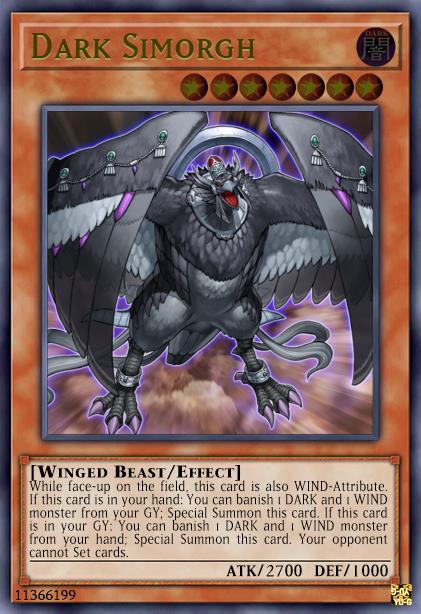 Dark Simorgh
DARK
闇
[Winged Beast/Effect]
While face-up on the field, this card is also WIND-Attribute.
If this card is in your hand: You can banish 1 DARK and 1 WIND
monster from your GY; Special Summon this card. If this card
is in your GY: You can banish 1 DARK and 1 WIND monster
from your hand; Special Summon this card. Your opponent
cannot Set cards.
ATK/2700 DEF/1000
11366199